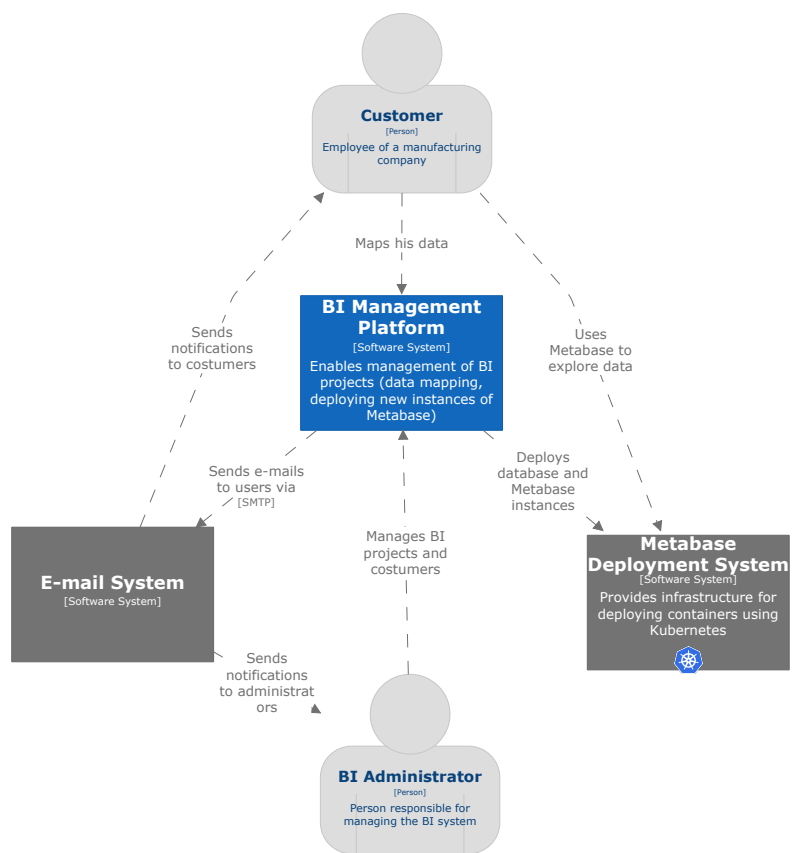 Customer
[Person]
Employee of a manufacturing
company
Maps his data
BI Management
Platform
[Software System]
Enables management of BI
projects (data mapping,
deploying new instances of
Metabase)
Sends
notifications
to costumers
Uses
Metabase to
explore data
Sends e-mails
to users via
[SMTP]
Deploys
database and
Metabase
instances
Manages BI
projects and
costumers
E-mail System
[Software System]
Metabase
Deployment System
[Software System]
Provides infrastructure for
deploying containers using
Kubernetes
Sends
notifications
to administrat
ors
BI Administrator
[Person]
Person responsible for
managing the BI system